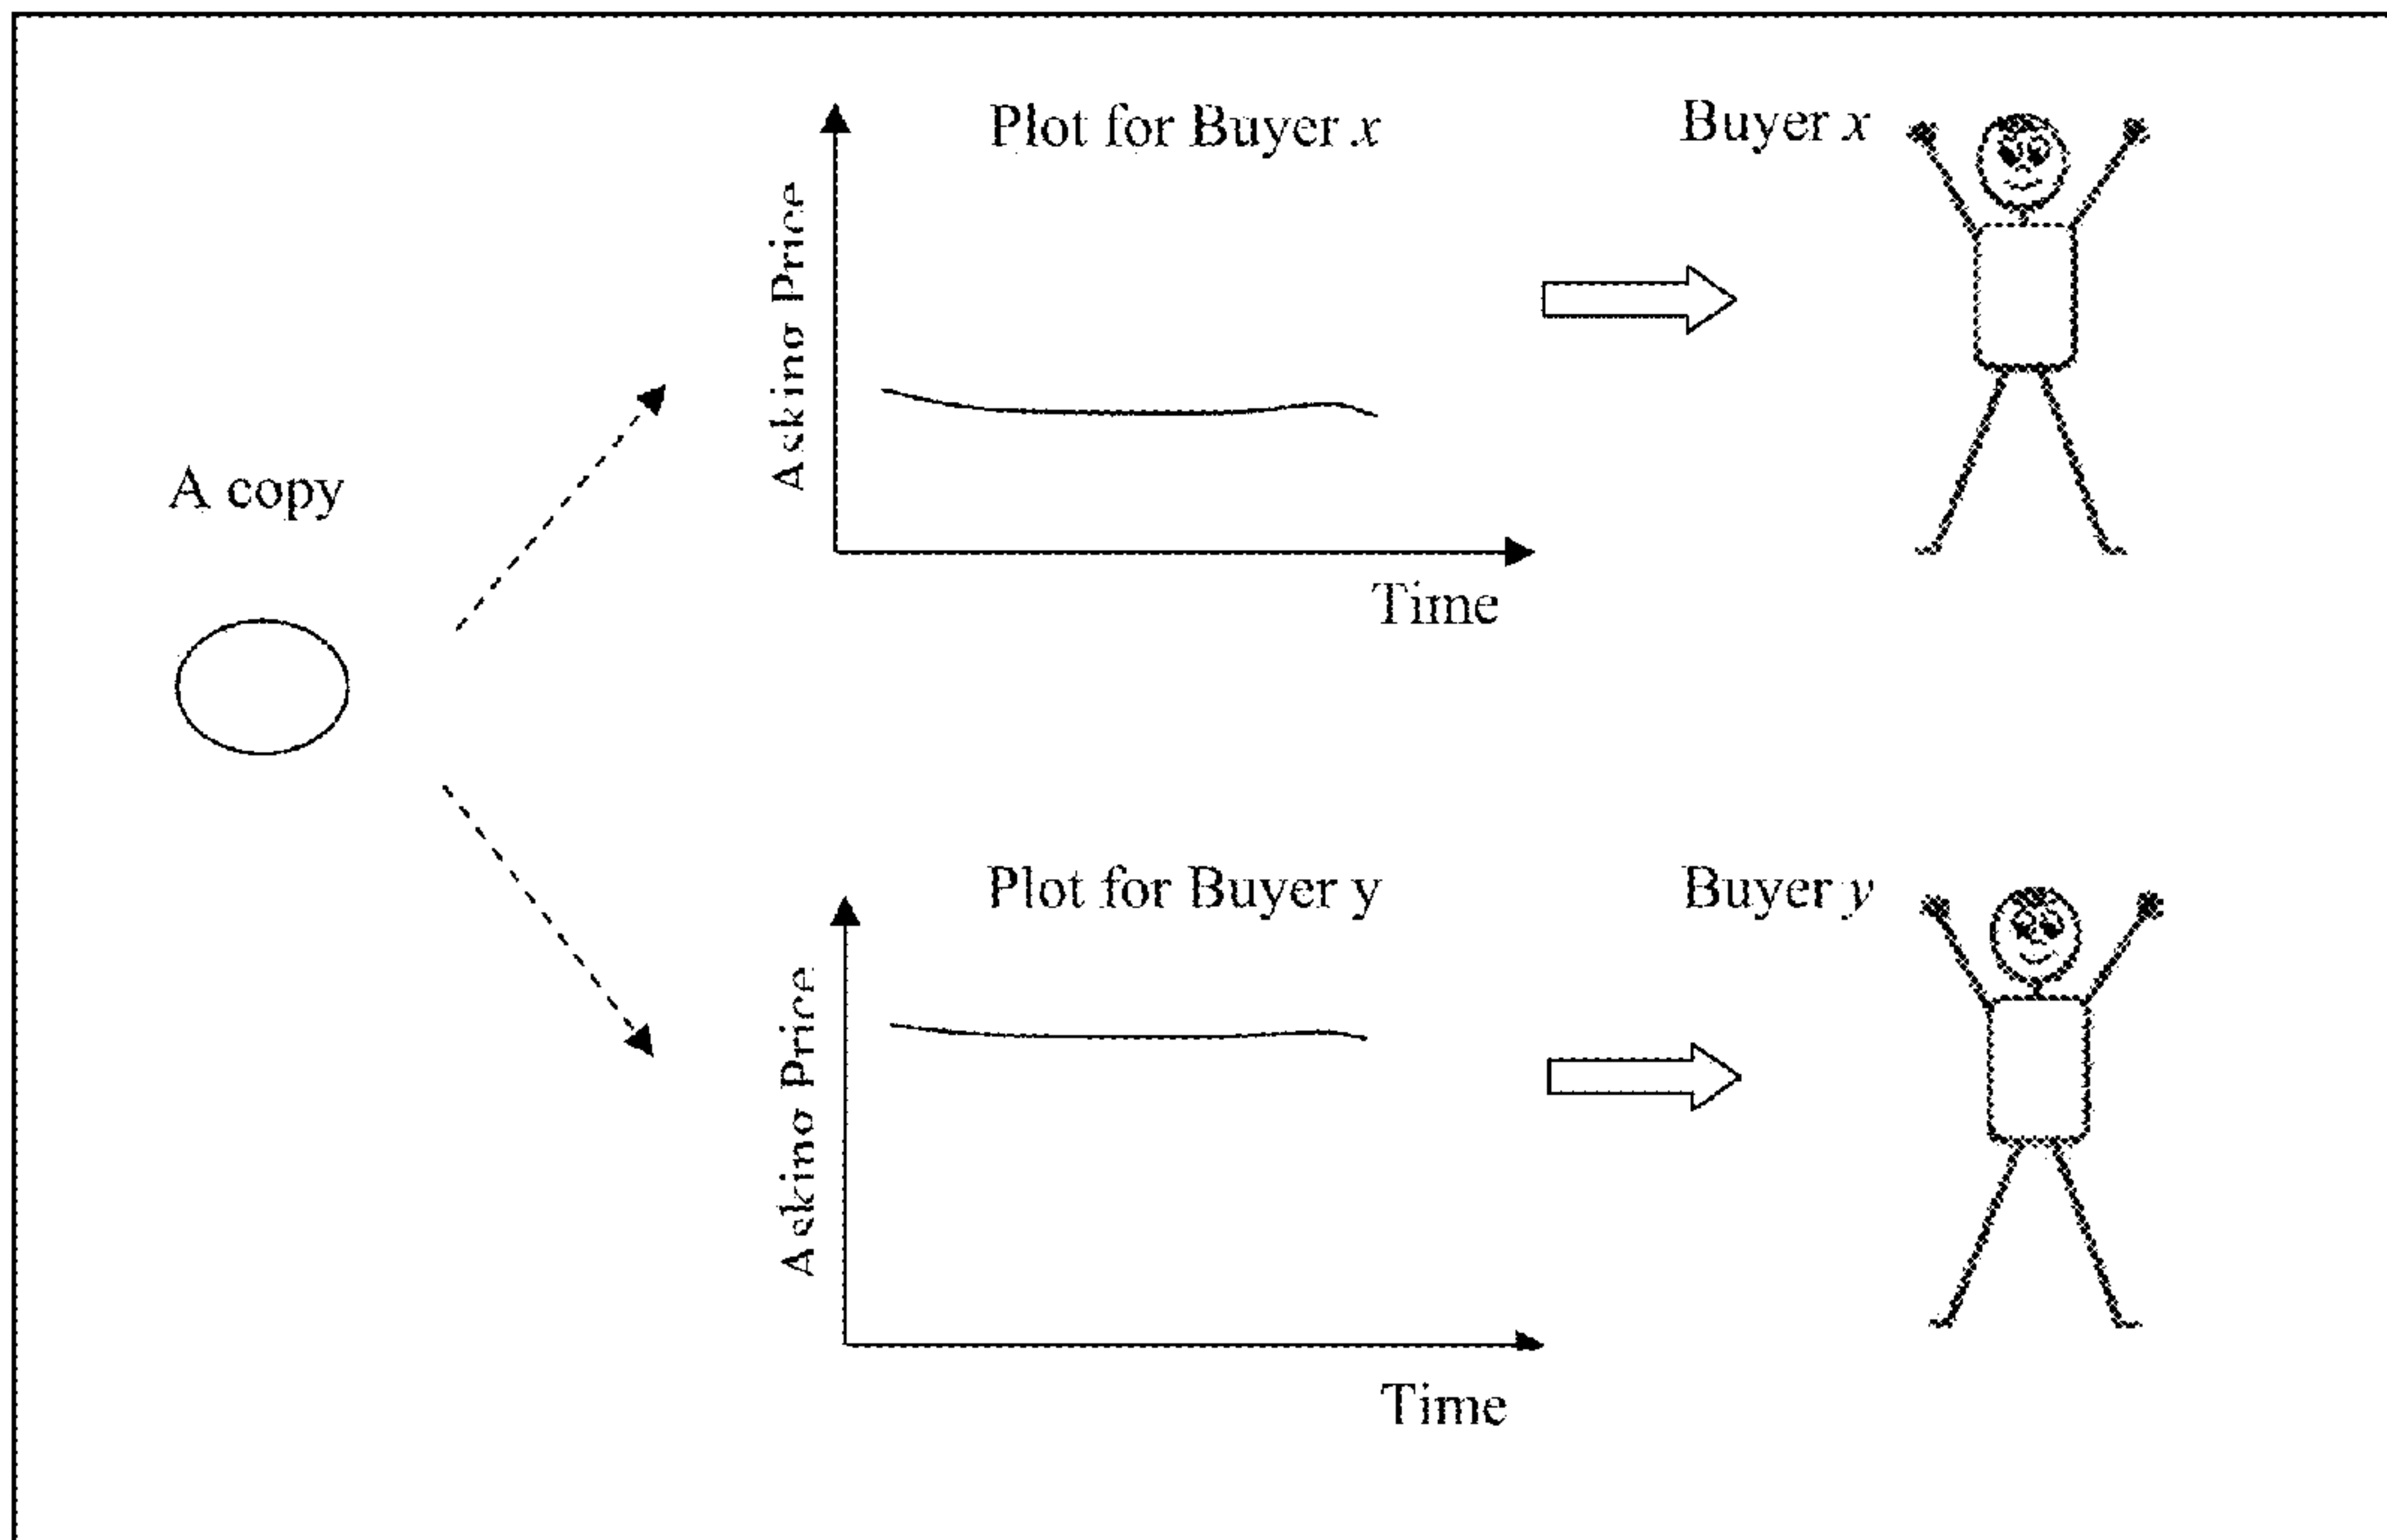 Plot for Buyer x
Buyer x
Asking Price
A copy
Time
Plot for Buyer y
Buyer y
Asking Price
Time